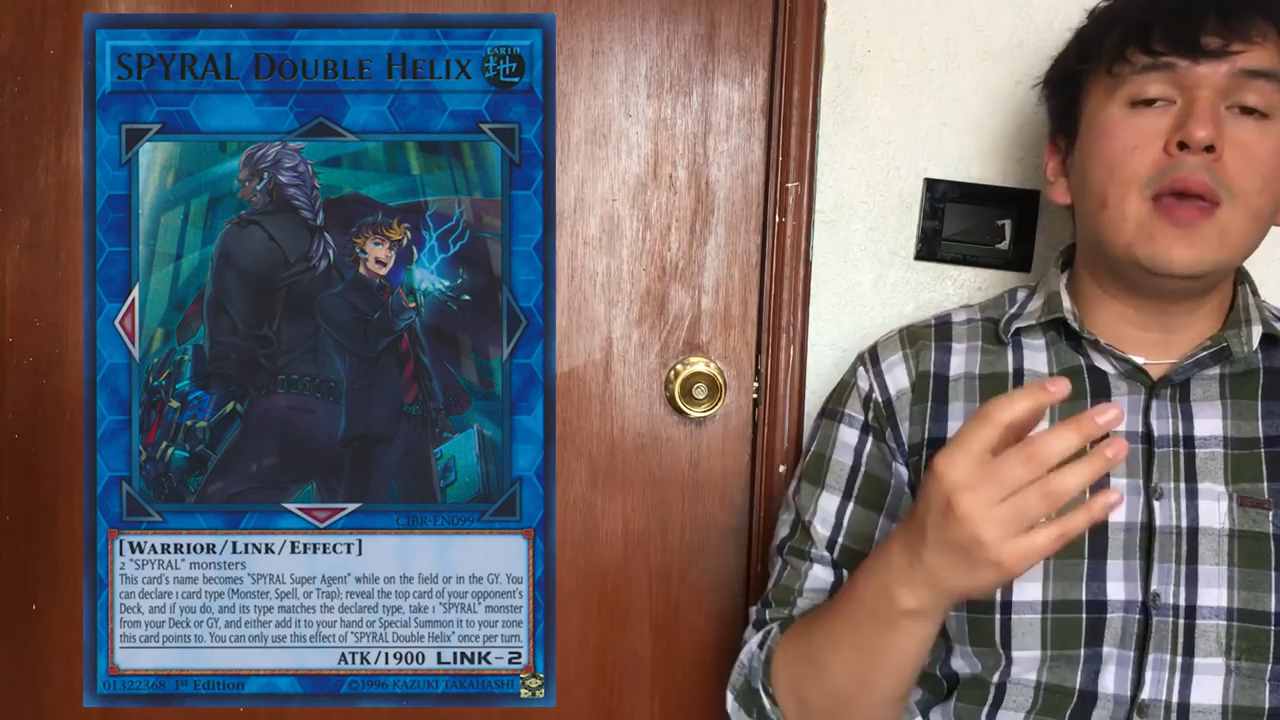 SPYRAL DOUBLE HELIX
EARTH
地
CIBR-EN099
[WARRIOR/LINK/EFFECT]
2 "SPYRAL" monsters
This card's name becomes "SPYRAL Super Agent" while on the field or in the GY. You
can declare 1 card type (Monster, Spell, or Trap); reveal the top card of your opponent's
Deck, and if you do, and its type matches the declared type, take 1 "SPYRAL" monster
from your Deck or GY, and either add it to your hand or Special Summon it to your zone
this card points to. You can only use this effect of "SPYRAL Double Helix" once per turn.
ATK/1900 LINK-2
01322368 1st Edition ©1996 KAZUKI TAKAHASHI